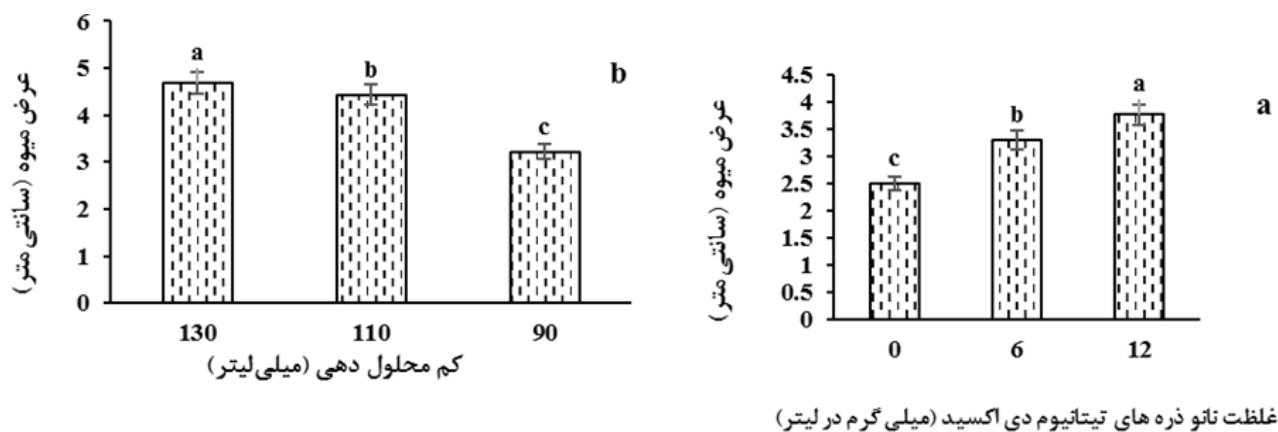 عرض میوه (سانتی متر)
6
5
4
3
2
1
0
a
b
c
b
130 110 90
کم محلول دهی (میلی‌لیتر)
عرض میوه (سانتی متر)
4.5
4
3.5
3
2.5
2
1.5
1
0.5
0
c
b
a
a
0 6 12
غلظت نانو ذره های تیتانیوم دی اکسید (میلی گرم در لیتر)